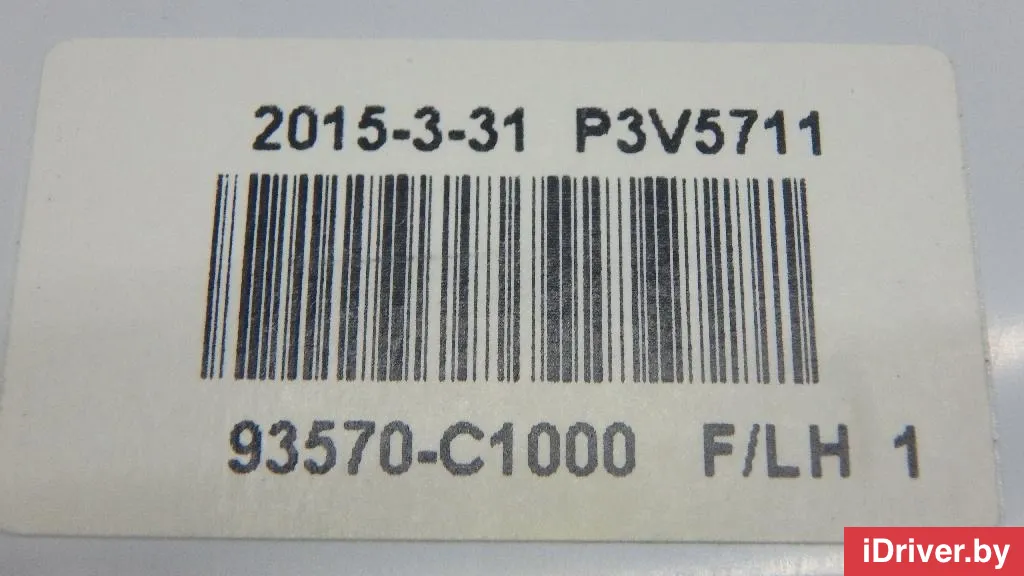 2015-3-31 P3V5711
93570-C1000 F/LH 1
iDriver.by